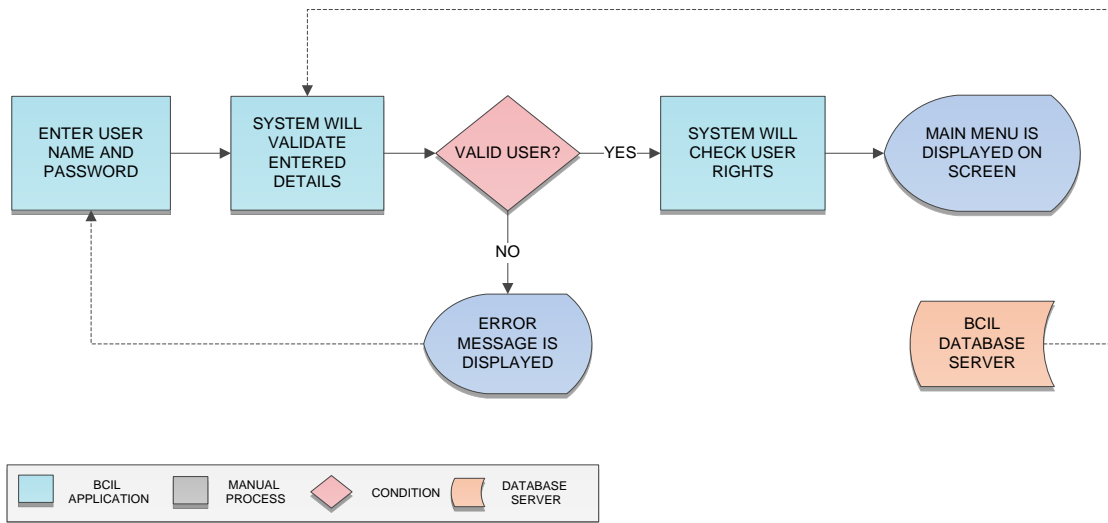 ENTER USER
NAME AND
PASSWORD
SYSTEM WILL
VALIDATE
ENTERED
DETAILS
VALID USER?
YES
SYSTEM WILL
CHECK USER
RIGHTS
MAIN MENU IS
DISPLAYED ON
SCREEN
NO
ERROR
MESSAGE IS
DISPLAYED
BCIL
DATABASE
SERVER
BCIL
APPLICATION
MANUAL
PROCESS
CONDITION
DATABASE
SERVER